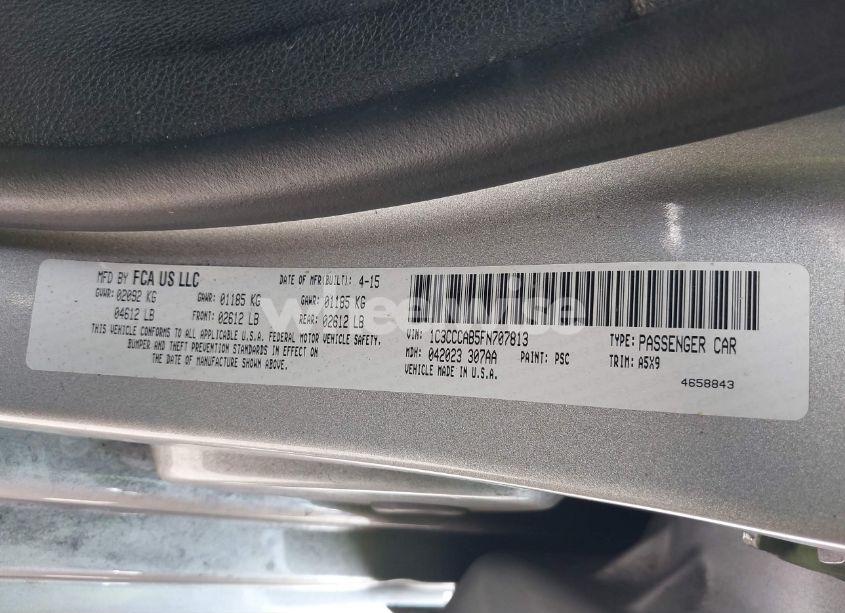 MFD BY FCA US LLC DATE OF MFR(BUILT): 4-15
GVWR: 02092 KG GAWR: 01185 KG GAWR: 01185 KG
04612 LB FRONT: 02612 LB REAR: 02612 LB
THIS VEHICLE CONFORMS TO ALL APPLICABLE U.S.A. FEDERAL MOTOR VEHICLE SAFETY,
BUMPER AND THEFT PREVENTION STANDARDS IN EFFECT ON
THE DATE OF MANUFACTURE SHOWN ABOVE.
VIN: 1C3CCCAB5FN707813 TYPE: PASSENGER CAR
MDH: 042023 307AA PAINT: PSC TRIM: A5X9
VEHICLE MADE IN U.S.A.
4658843